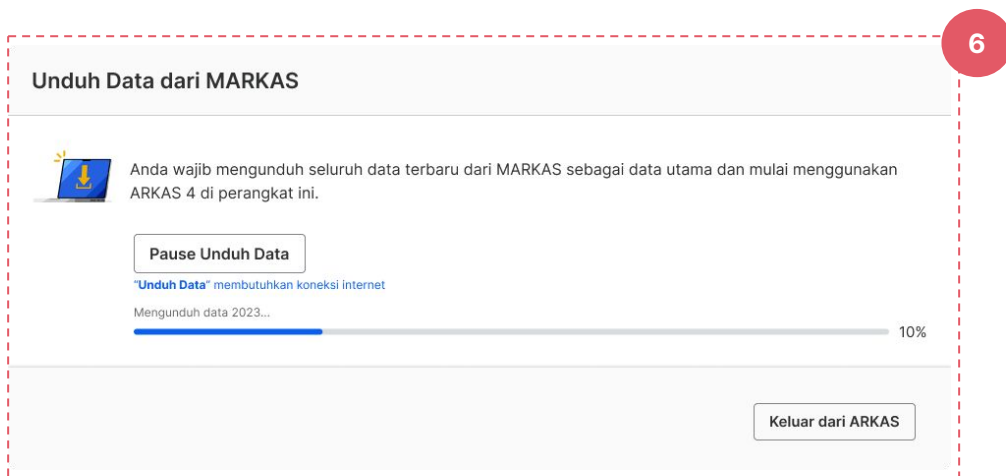 6
Unduh Data dari MARKAS
Anda wajib mengunduh seluruh data terbaru dari MARKAS sebagai data utama dan mulai menggunakan
ARKAS 4 di perangkat ini.
Pause Unduh Data
"Unduh Data" membutuhkan koneksi internet
Mengunduh data 2023...
10%
Keluar dari ARKAS